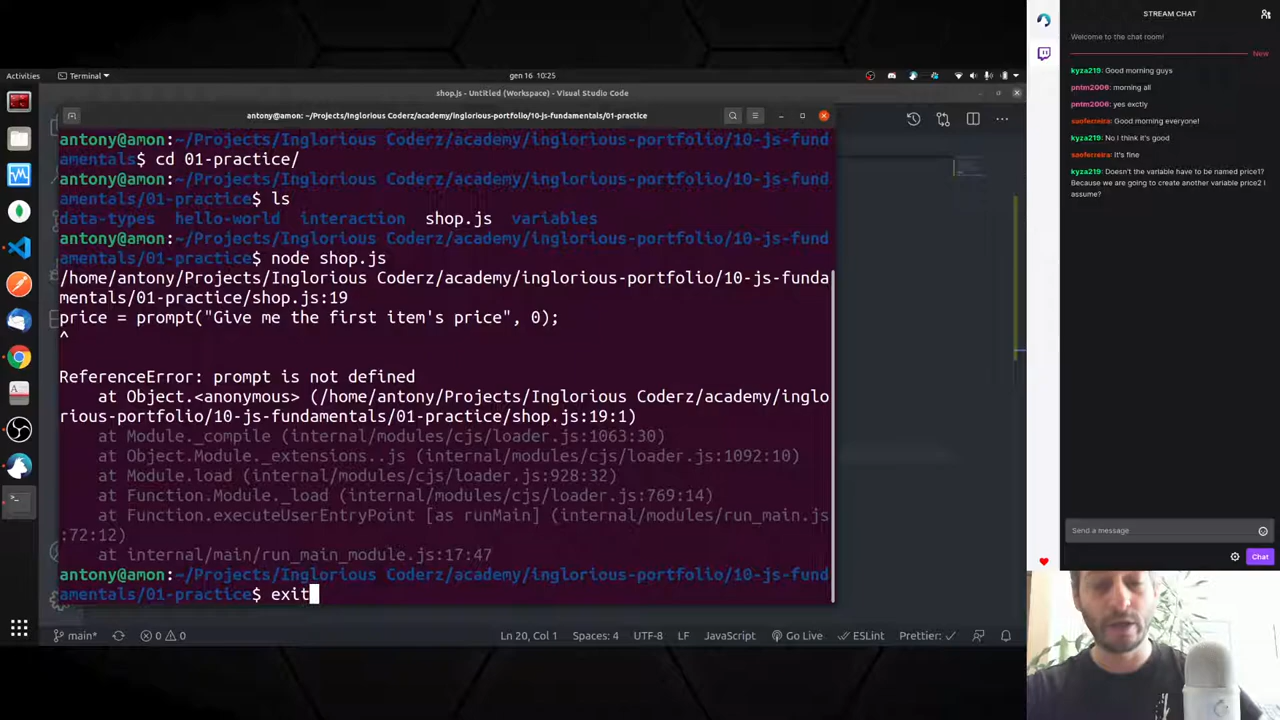 Activities
Terminal
gen 16 10:25
shop.js - Untitled (Workspace) - Visual Studio Code
antony@amon: ~/Projects/Inglorious Coderz/academy/inglorious-portfolio/10-js-fundamentals/01-practice
antony@amon:~/Projects/Inglorious Coderz/academy/inglorious-portfolio/10-js-fund
amentals$ cd 01-practice/
antony@amon:~/Projects/Inglorious Coderz/academy/inglorious-portfolio/10-js-fund
amentals/01-practice$ ls
data-types hello-world interaction shop.js variables
antony@amon:~/Projects/Inglorious Coderz/academy/inglorious-portfolio/10-js-fund
amentals/01-practice$ node shop.js
/home/antony/Projects/Inglorious Coderz/academy/inglorious-portfolio/10-js-funda
mentals/01-practice/shop.js:19
price = prompt("Give me the first item's price", 0);
^
ReferenceError: prompt is not defined
at Object.<anonymous> (/home/antony/Projects/Inglorious Coderz/academy/inglo
rious-portfolio/10-js-fundamentals/01-practice/shop.js:19:1)
at Module._compile (internal/modules/cjs/loader.js:1063:30)
at Object.Module._extensions..js (internal/modules/cjs/loader.js:1092:10)
at Module.load (internal/modules/cjs/loader.js:928:32)
at Function.Module._load (internal/modules/cjs/loader.js:769:14)
at Function.executeUserEntryPoint [as runMain] (internal/modules/run_main.js
:72:12)
at internal/main/run_main_module.js:17:47
antony@amon:~/Projects/Inglorious Coderz/academy/inglorious-portfolio/10-js-fund
amentals/01-practice$ exit
main*
0 0
Ln 20, Col 1
Spaces: 4
UTF-8
LF
JavaScript
Go Live
ESLint
Prettier:
STREAM CHAT
Welcome to the chat room!
New
kyza219: Good morning guys
pntm2006: morning all
pntm2006: yes exctly
saoferreira: Good morning everyone!
kyza219: No I think it's good
saoferreira: It's fine
kyza219: Doesn't the variable have to be named price1?
Because we are going to create another variable price2 I
assume?
Send a message
Chat